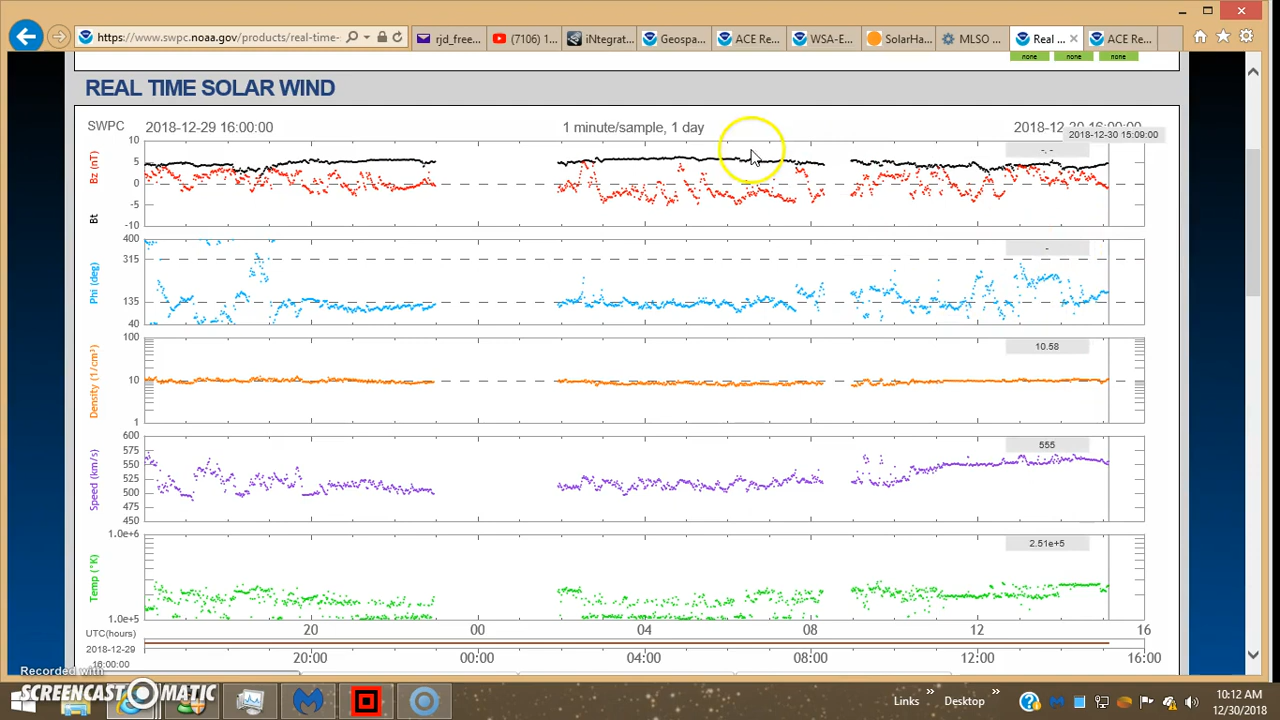 https://www.swpc.noaa.gov/products/real-time-
rjd_free...
(7106) 1...
iNtegrat...
Geospa...
ACE Re...
WSA-E...
SolarHa...
MLSO ...
Real ...
ACE Re...
none none none
REAL TIME SOLAR WIND
SWPC 2018-12-29 16:00:00 1 minute/sample, 1 day
2018-12-30 15:09:00
Bt Bz (nT)
10
5
0
-5
-10
-.-
Phi (deg)
400
315
135
40
-
Density (1/cm³)
100
10
1
10.58
Speed (km/s)
600
575
550
525
500
475
450
555
Temp (°K)
1.0e+6
1.0e+5
2.51e+5
UTC(hours) 20 00 04 08 12 16
2018-12-29
16:00:00
20:00 00:00 04:00 08:00 12:00 16:00
Recorded with
SCREENCAST-O-MATIC
Links » Desktop »
10:12 AM
12/30/2018